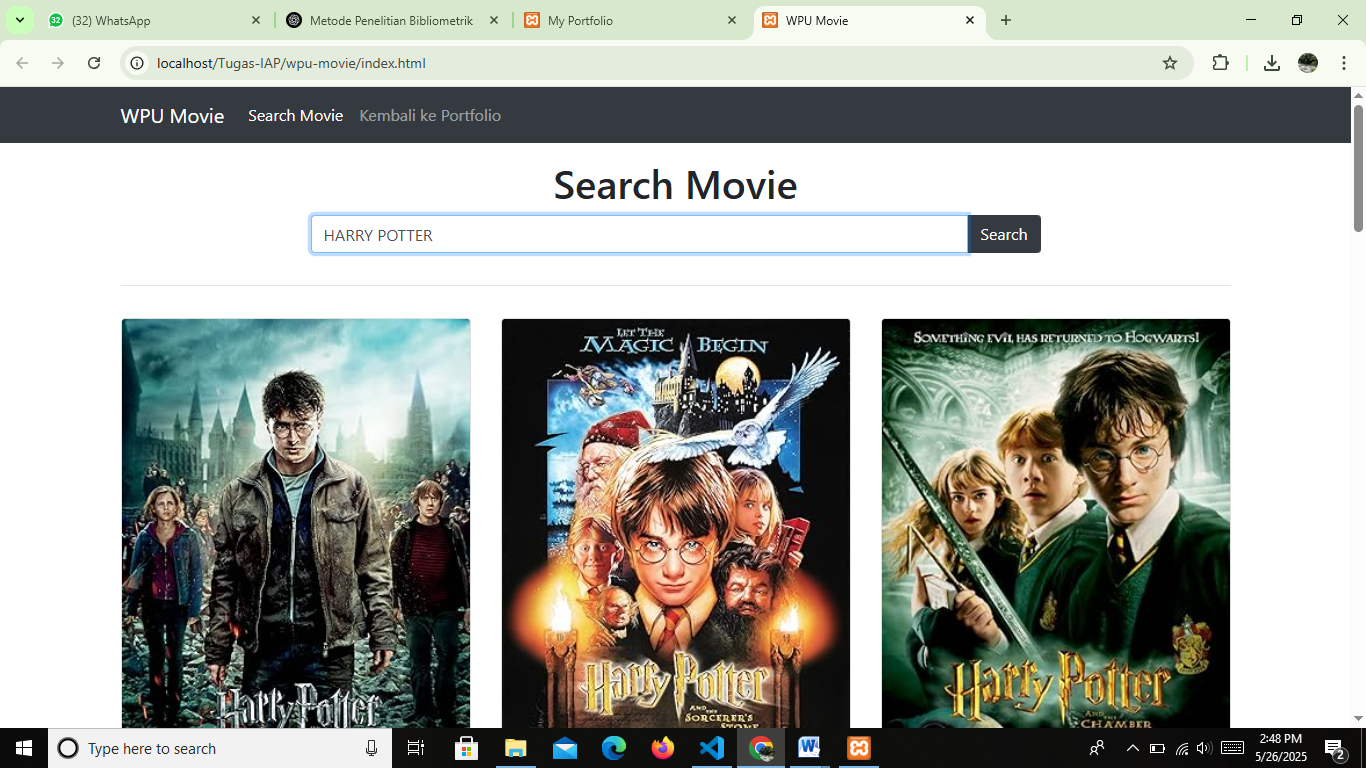 (32) WhatsApp
Metode Penelitian Bibliometrik
My Portfolio
WPU Movie
localhost/Tugas-IAP/wpu-movie/index.html
WPU Movie Search Movie Kembali ke Portfolio
Search Movie
HARRY POTTER Search
Harry Potter
LET THE
MAGIC BEGIN
Harry Potter
AND THE
SORCERER'S
STONE
SOMETHING EVIL HAS RETURNED TO HOGWARTS!
Harry Potter
AND THE
CHAMBER
Type here to search
2:48 PM
5/26/2025
2